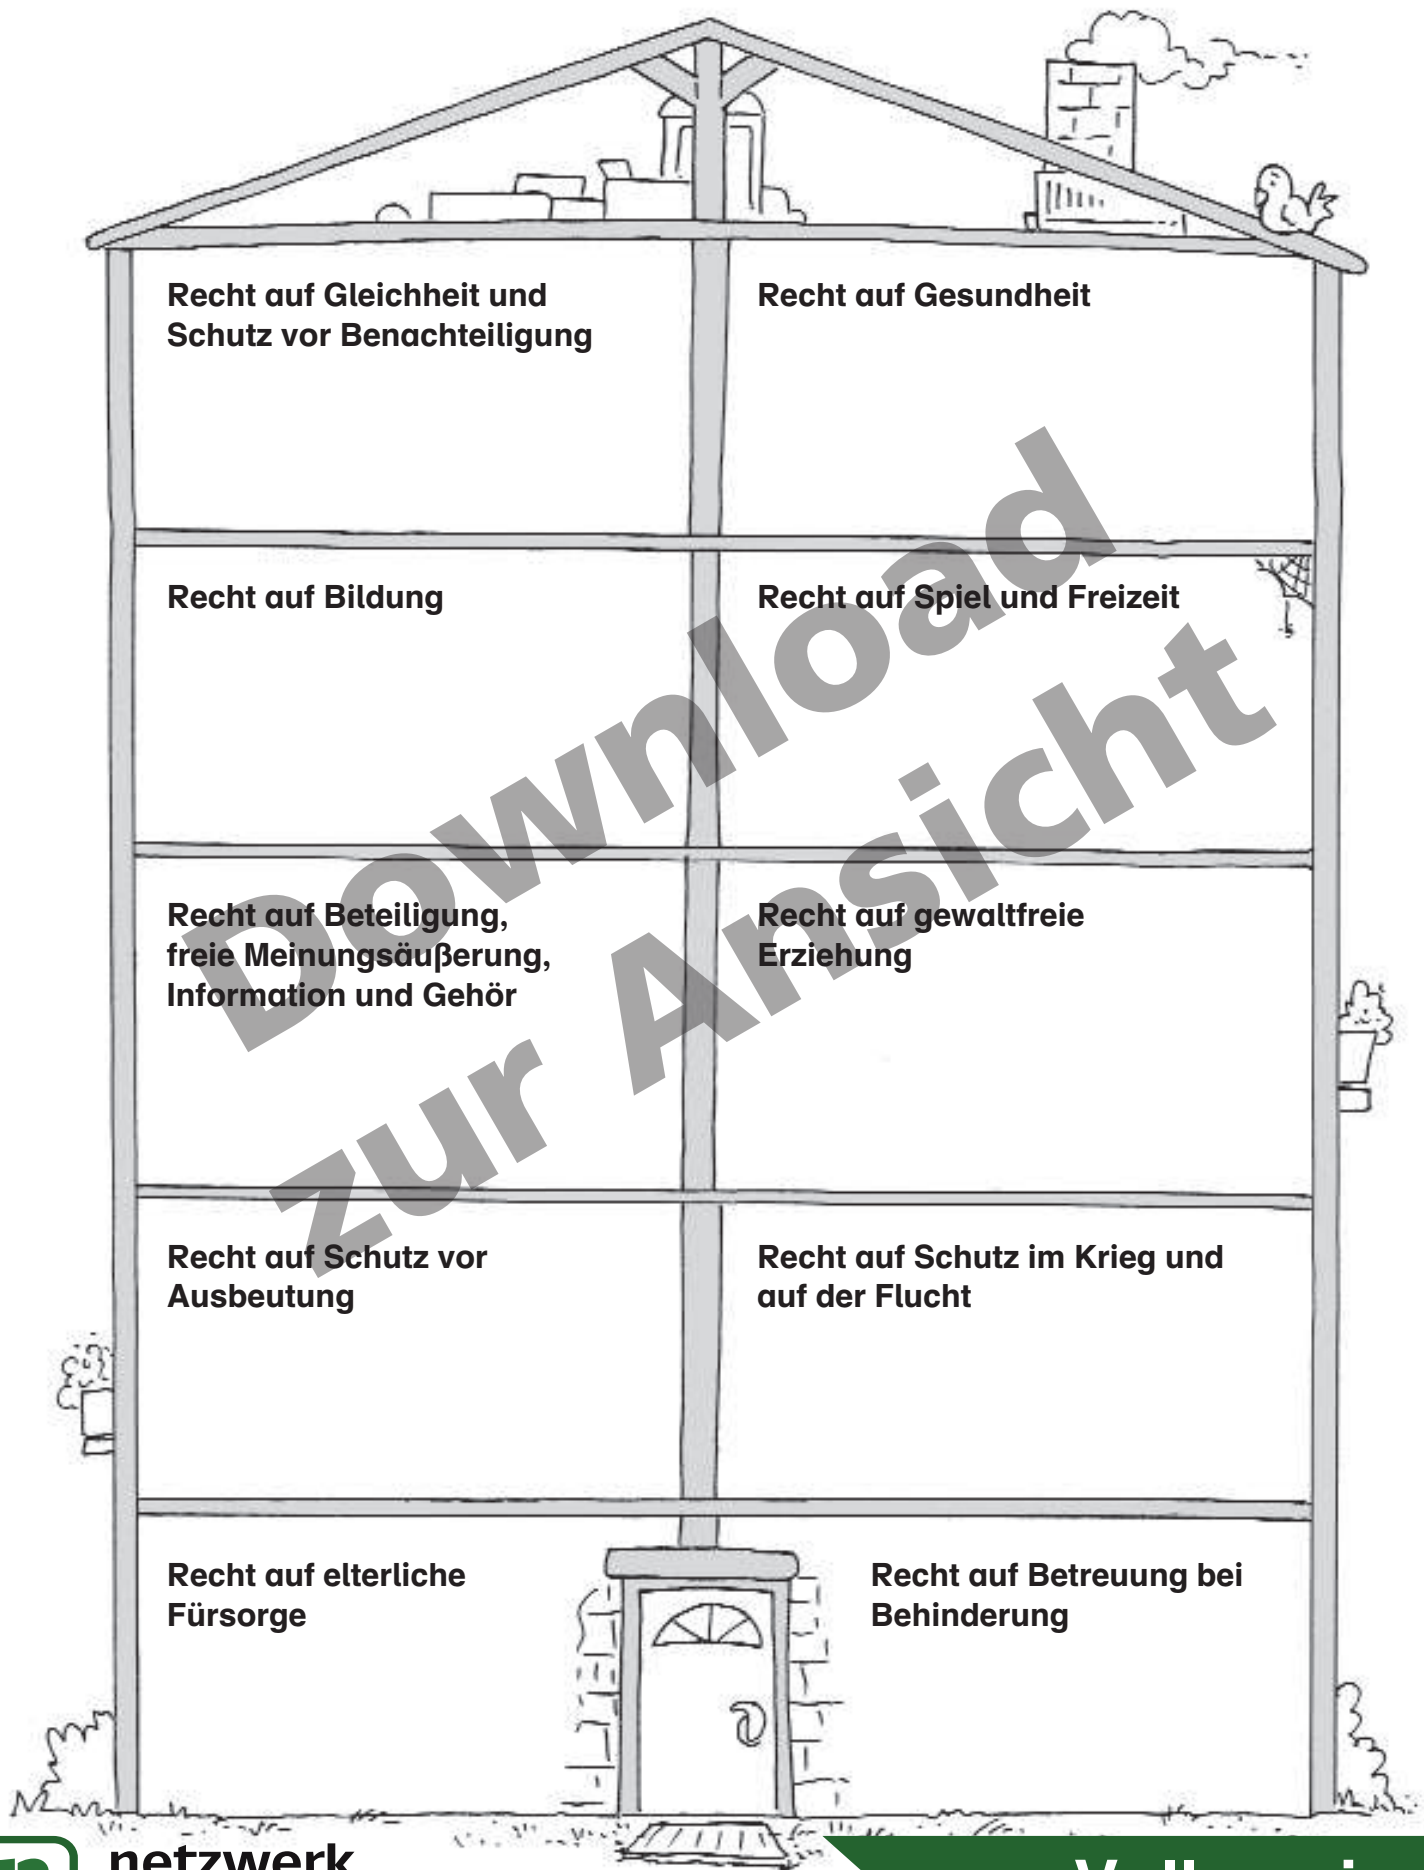 Recht auf Gleichheit und
Schutz vor Benachteiligung
Recht auf Gesundheit
Recht auf Bildung
Recht auf Spiel und Freizeit
Recht auf Beteiligung,
freie Meinungsäußerung,
Information und Gehör
Recht auf gewaltfreie
Erziehung
Recht auf Schutz vor
Ausbeutung
Recht auf Schutz im Krieg und
auf der Flucht
Recht auf elterliche
Fürsorge
Recht auf Betreuung bei
Behinderung
Download
zur Ansicht
netzwerk